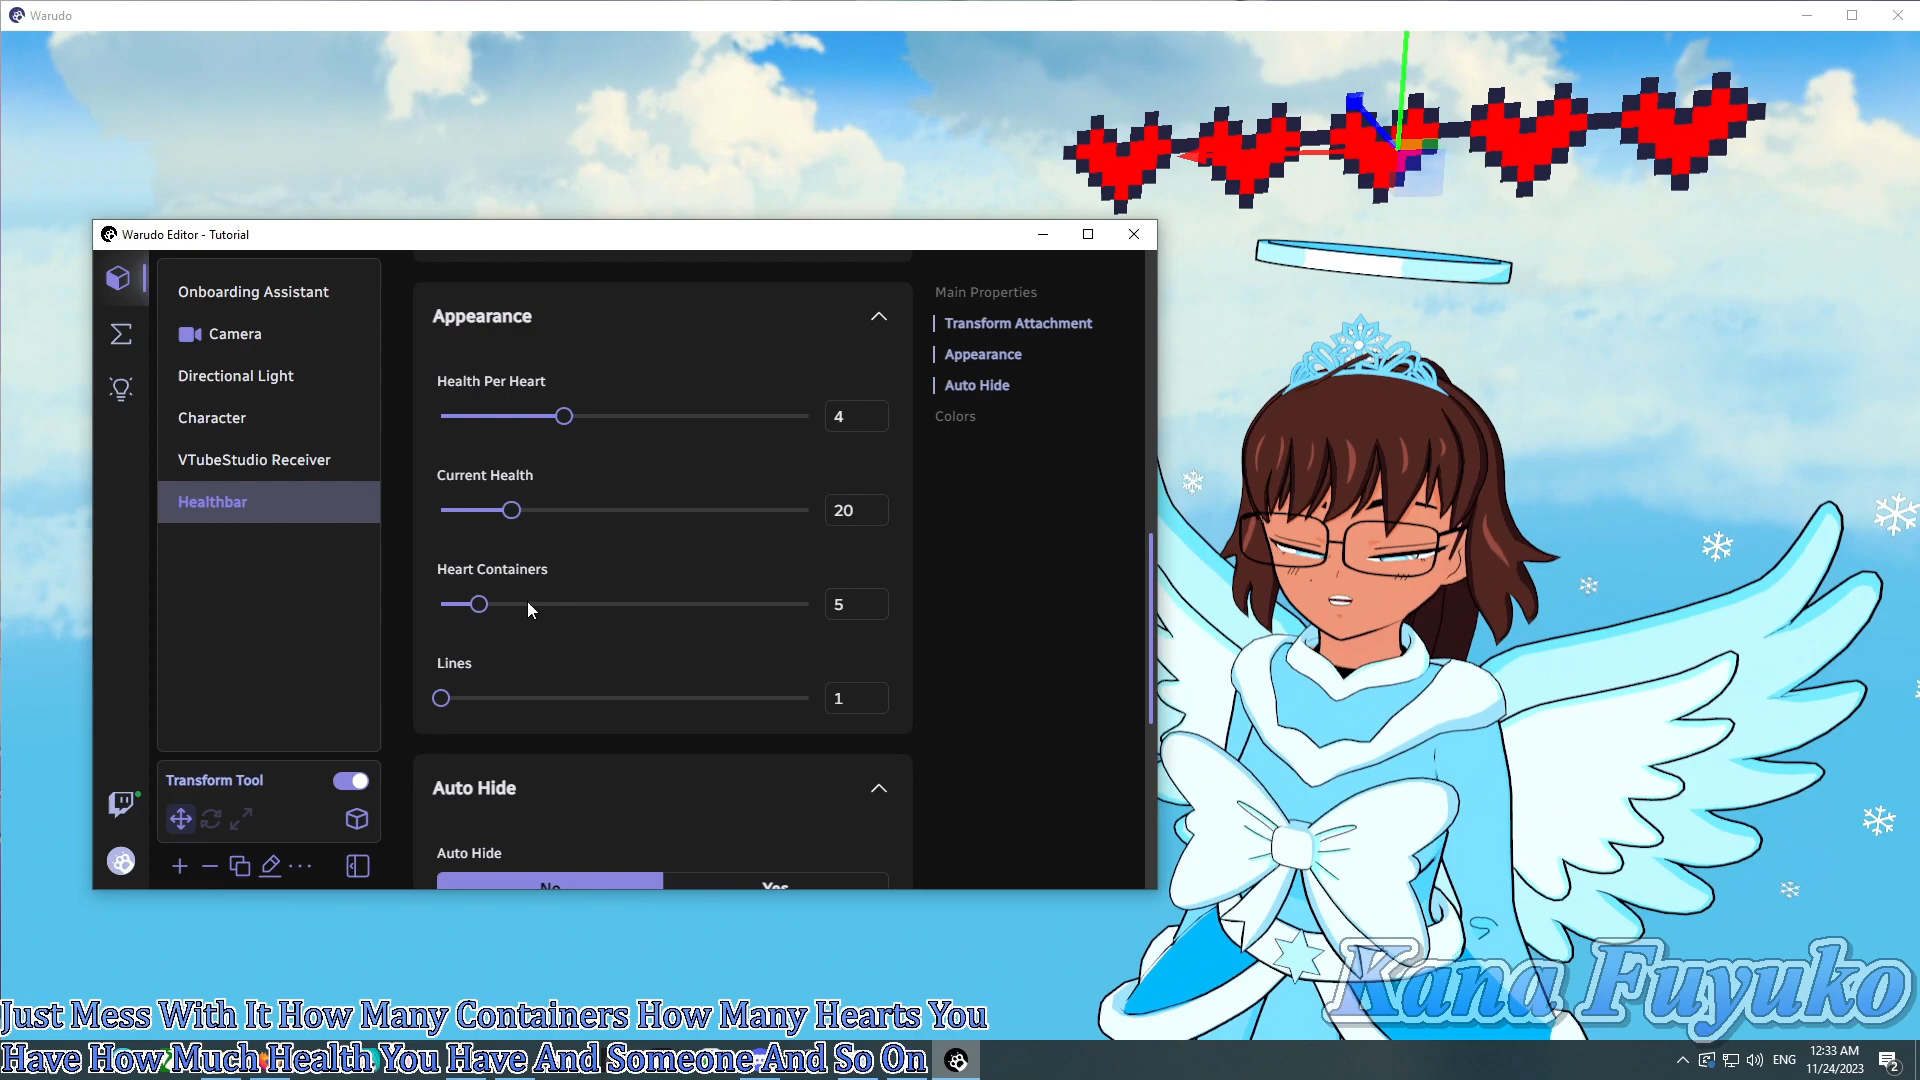 Warudo
Warudo Editor - Tutorial
Onboarding Assistant
Camera
Directional Light
Character
VTubeStudio Receiver
Healthbar
Transform Tool
Appearance
Health Per Heart
4
Current Health
20
Heart Containers
5
Lines
1
Auto Hide
Auto Hide
No
Yes
Main Properties
Transform Attachment
Appearance
Auto Hide
Colors
Kana Fuyuko
Just Mess With It How Many Containers How Many Hearts You
Have How Much Health You Have And Someone And So On
ENG
12:33 AM
11/24/2023
2